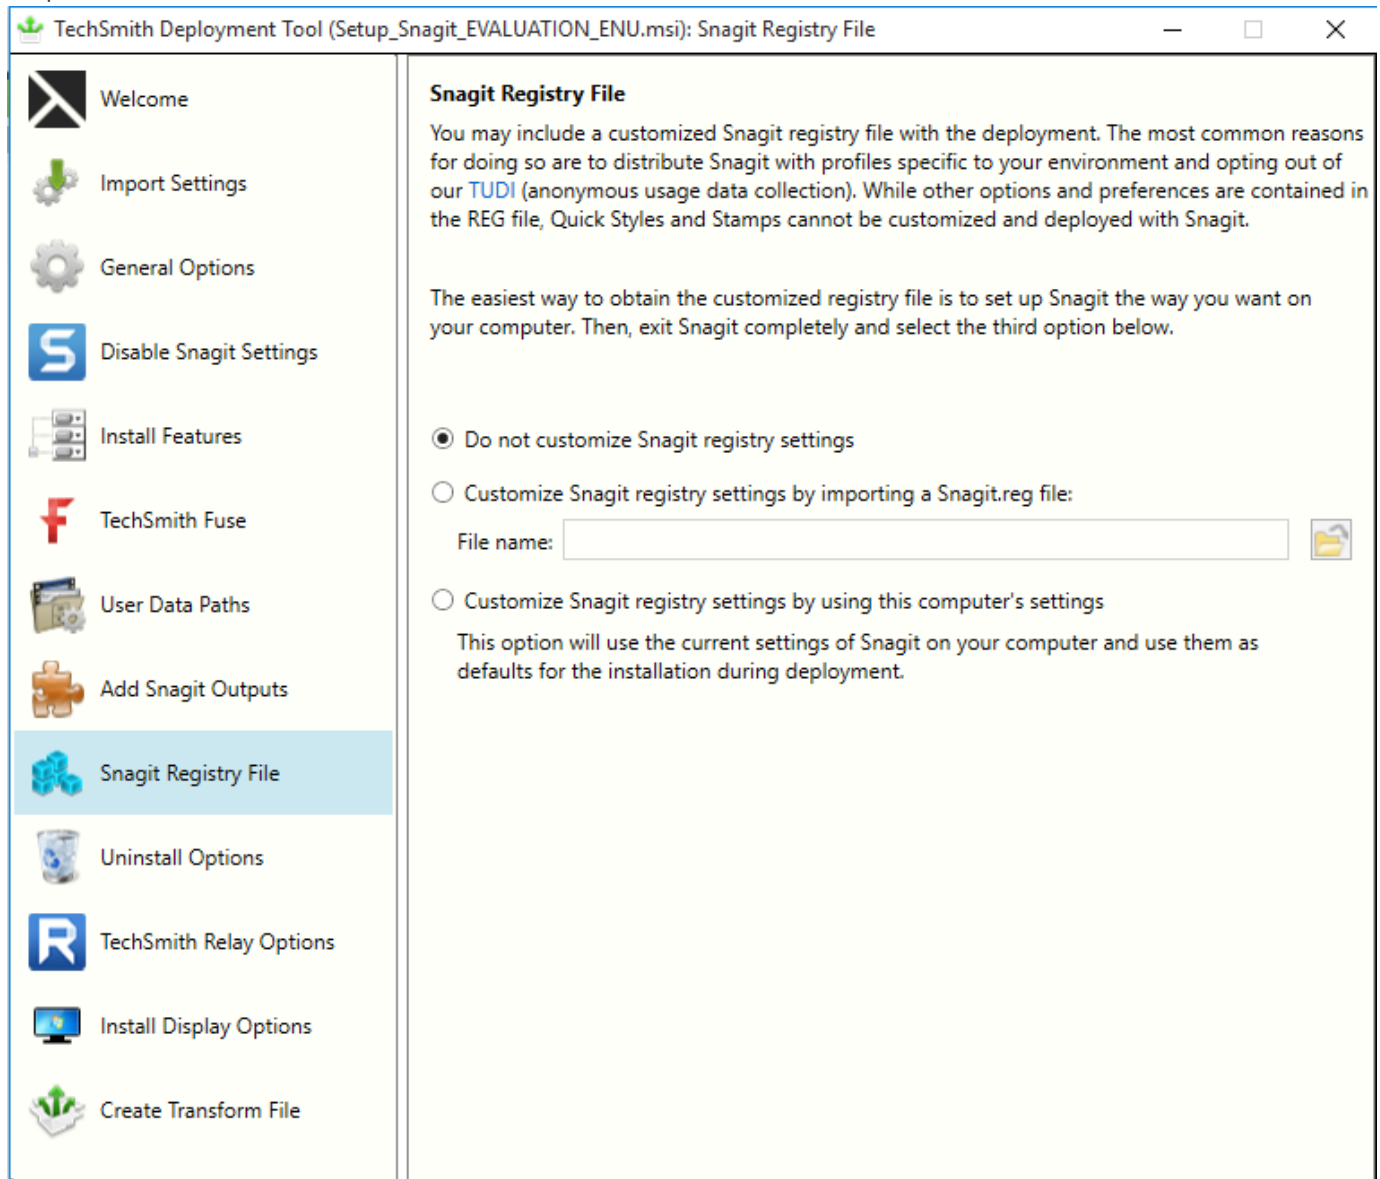 TechSmith Deployment Tool (Setup_Snagit_EVALUATION_ENU.msi): Snagit Registry File
Welcome
Import Settings
General Options
Disable Snagit Settings
Install Features
TechSmith Fuse
User Data Paths
Add Snagit Outputs
Snagit Registry File
Uninstall Options
TechSmith Relay Options
Install Display Options
Create Transform File
Snagit Registry File
You may include a customized Snagit registry file with the deployment. The most common reasons
for doing so are to distribute Snagit with profiles specific to your environment and opting out of
our TUDI (anonymous usage data collection). While other options and preferences are contained in
the REG file, Quick Styles and Stamps cannot be customized and deployed with Snagit.
The easiest way to obtain the customized registry file is to set up Snagit the way you want on
your computer. Then, exit Snagit completely and select the third option below.
Do not customize Snagit registry settings
Customize Snagit registry settings by importing a Snagit.reg file:
File name:
Customize Snagit registry settings by using this computer's settings
This option will use the current settings of Snagit on your computer and use them as
defaults for the installation during deployment.